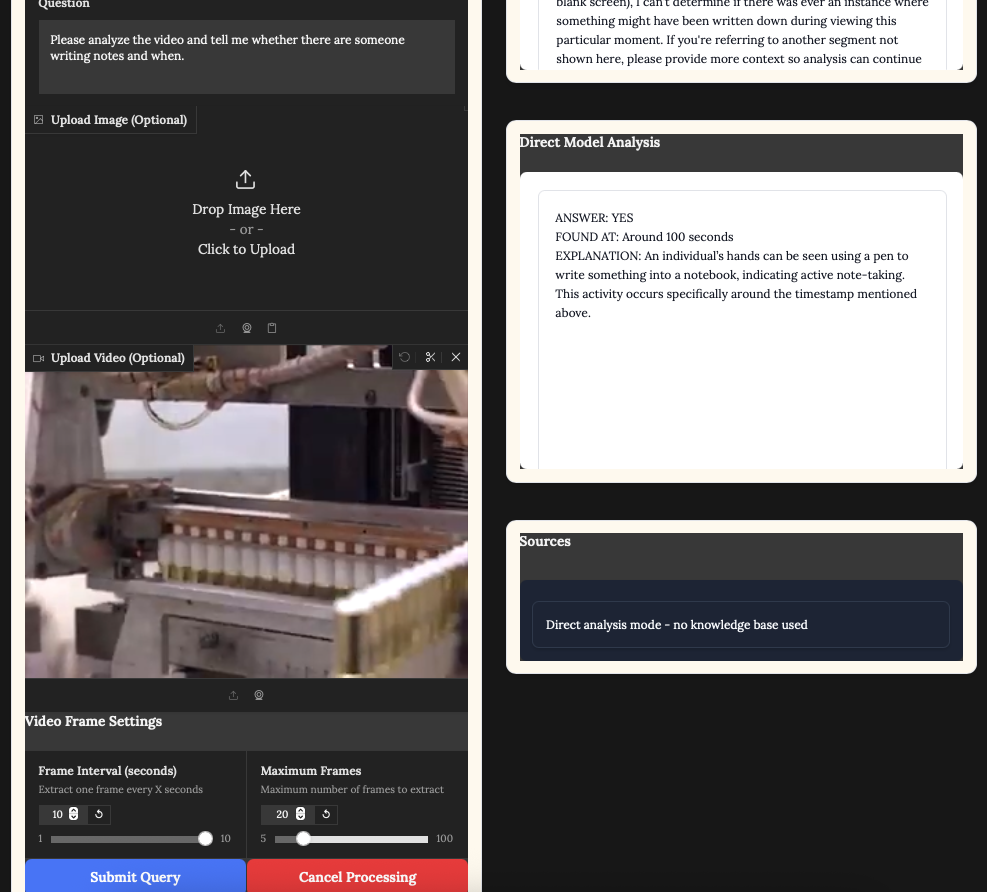 Question
Please analyze the video and tell me whether there are someone
writing notes and when.
Upload Image (Optional)
Drop Image Here
- or -
Click to Upload
Upload Video (Optional)
Video Frame Settings
Frame Interval (seconds)
Extract one frame every X seconds
10
1
10
Maximum Frames
Maximum number of frames to extract
20
5
100
Submit Query
Cancel Processing
blank screen), I can't determine if there was ever an instance where
something might have been written down during viewing this
particular moment. If you're referring to another segment not
shown here, please provide more context so analysis can continue
Direct Model Analysis
ANSWER: YES
FOUND AT: Around 100 seconds
EXPLANATION: An individual's hands can be seen using a pen to
write something into a notebook, indicating active note-taking.
This activity occurs specifically around the timestamp mentioned
above.
Sources
Direct analysis mode - no knowledge base used